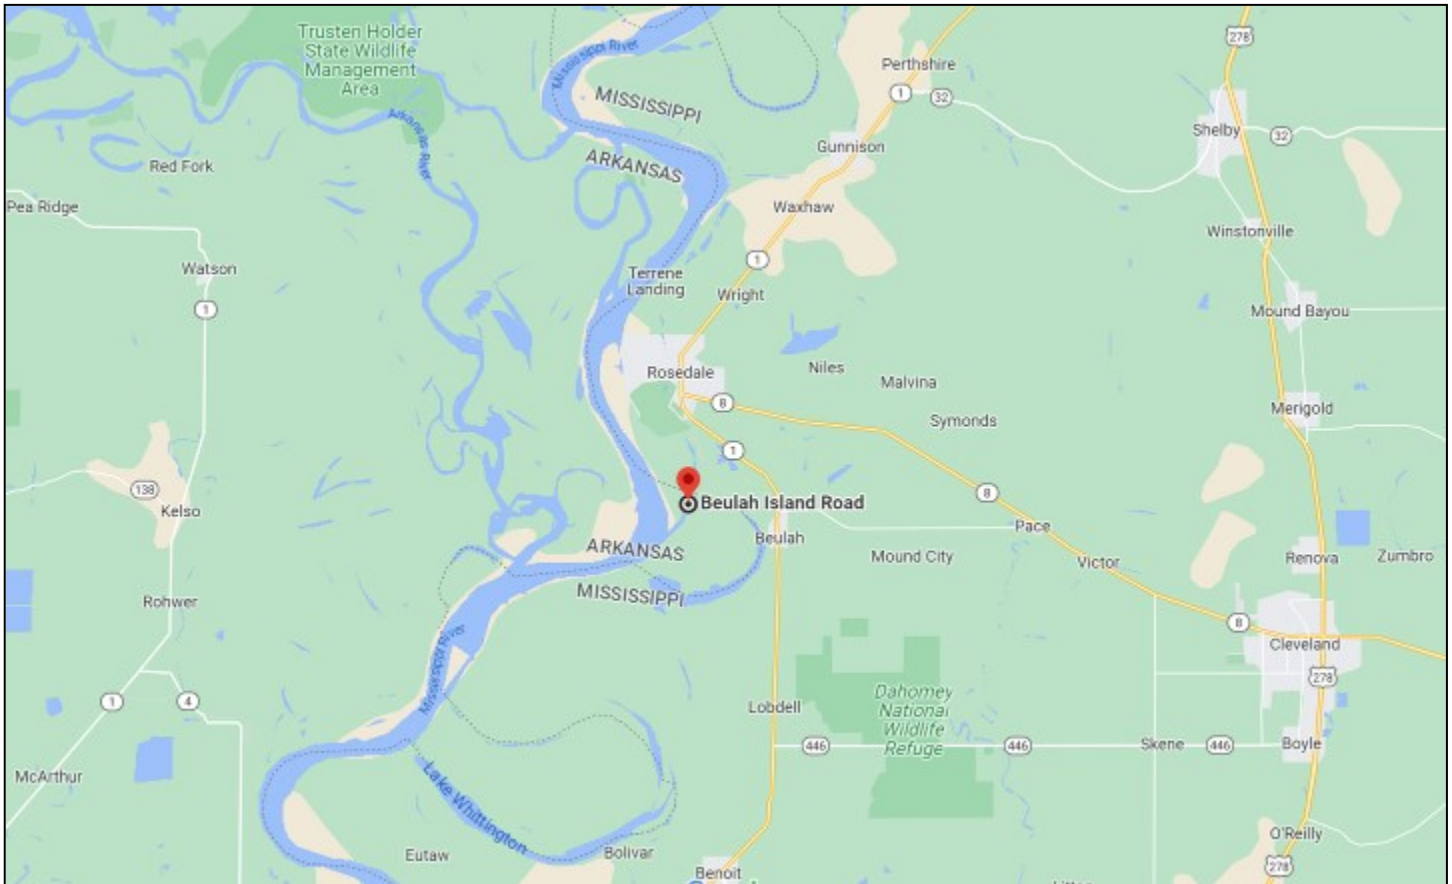 Trusten Holder
State Wildlife
Management
Area
Mississippi River
278
Perthshire
MISSISSIPPI
1
32
Arkansas River
Shelby
32
Gunnison
ARKANSAS
Red Fork
Pea Ridge
Waxhaw
Winstonville
Watson
1
Terrene
Landing
Wright
1
Mound Bayou
Rosedale
Niles
Malvina
8
Symonds
Merigold
1
138
Kelso
Beulah Island Road
8
Pace
Beulah
ARKANSAS
Mound City
Victor
Renova
Zumbro
MISSISSIPPI
Rohwer
8
Mississippi River
Cleveland
278
1
4
Lobdell
Dahomey
National
Wildlife
Refuge
446
446
Skene
446
Boyle
McArthur
Lake Whittington
Eutaw
Bolivar
O'Reilly
278
Benoit